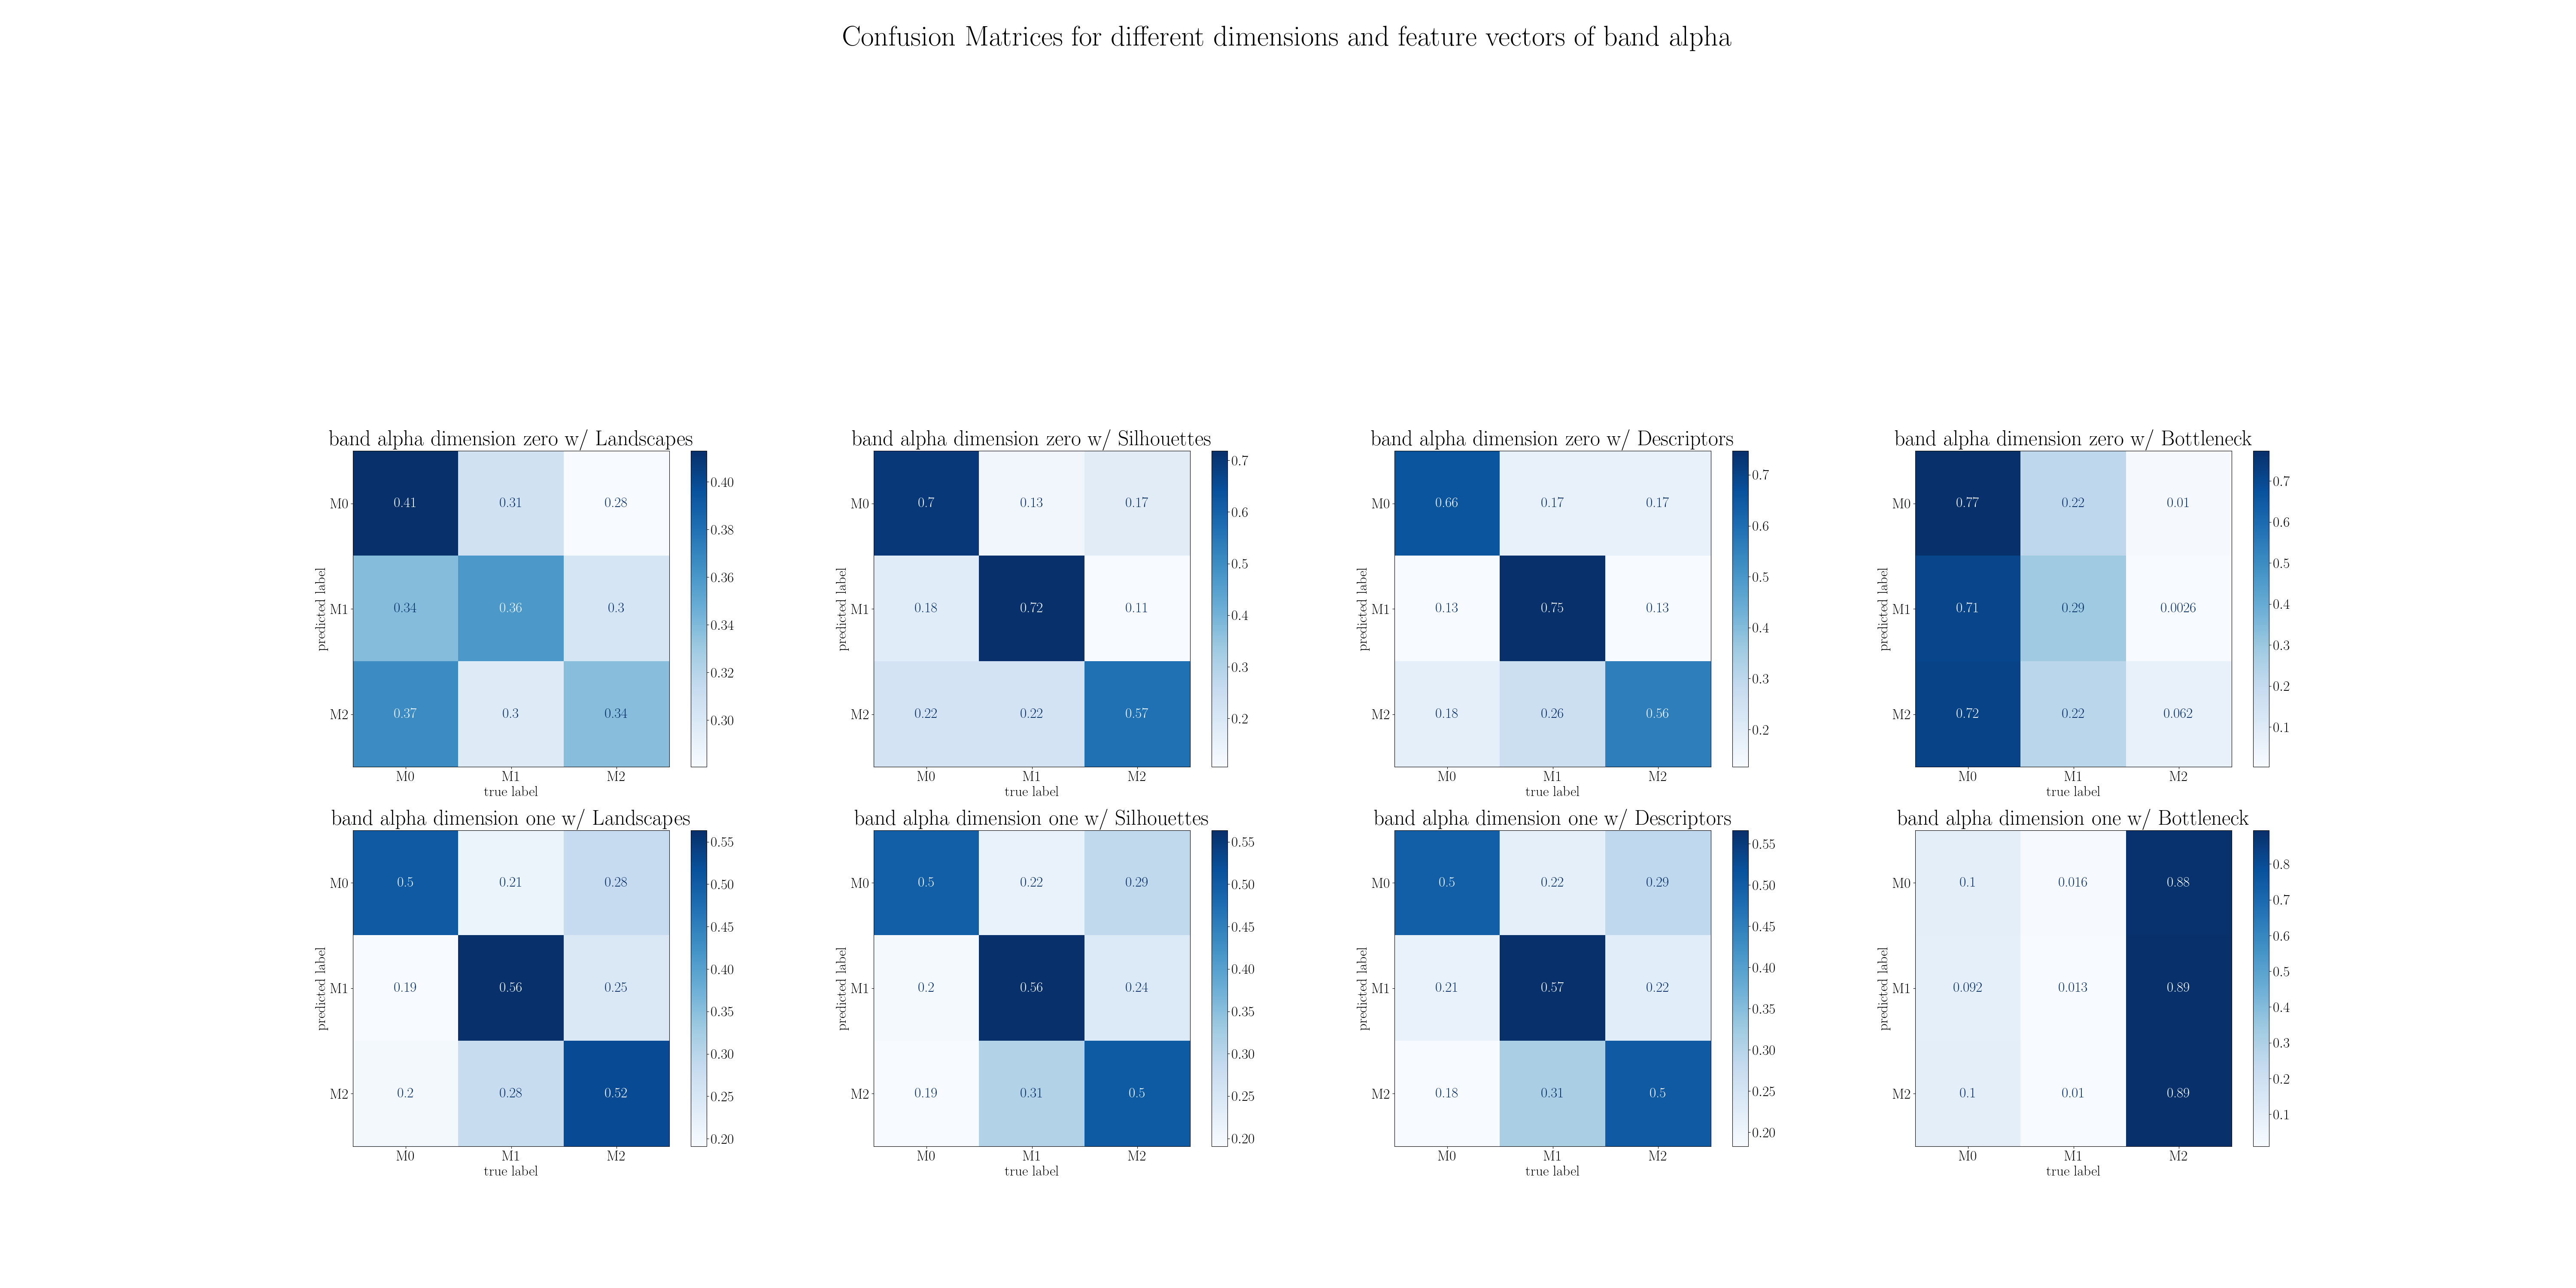 Confusion Matrices for different dimensions and feature vectors of band alpha
band alpha dimension zero w/ Landscapes
predicted label
M0 0.41 0.31 0.28
M1 0.34 0.36 0.3
M2 0.37 0.3 0.34
M0 M1 M2
true label
0.40
0.38
0.36
0.34
0.32
0.30
band alpha dimension zero w/ Silhouettes
predicted label
M0 0.7 0.13 0.17
M1 0.18 0.72 0.11
M2 0.22 0.22 0.57
M0 M1 M2
true label
0.7
0.6
0.5
0.4
0.3
0.2
band alpha dimension zero w/ Descriptors
predicted label
M0 0.66 0.17 0.17
M1 0.13 0.75 0.13
M2 0.18 0.26 0.56
M0 M1 M2
true label
0.7
0.6
0.5
0.4
0.3
0.2
band alpha dimension zero w/ Bottleneck
predicted label
M0 0.77 0.22 0.01
M1 0.71 0.29 0.0026
M2 0.72 0.22 0.062
M0 M1 M2
true label
0.7
0.6
0.5
0.4
0.3
0.2
0.1
band alpha dimension one w/ Landscapes
predicted label
M0 0.5 0.21 0.28
M1 0.19 0.56 0.25
M2 0.2 0.28 0.52
M0 M1 M2
true label
0.55
0.50
0.45
0.40
0.35
0.30
0.25
0.20
band alpha dimension one w/ Silhouettes
predicted label
M0 0.5 0.22 0.29
M1 0.2 0.56 0.24
M2 0.19 0.31 0.5
M0 M1 M2
true label
0.55
0.50
0.45
0.40
0.35
0.30
0.25
0.20
band alpha dimension one w/ Descriptors
predicted label
M0 0.5 0.22 0.29
M1 0.21 0.57 0.22
M2 0.18 0.31 0.5
M0 M1 M2
true label
0.55
0.50
0.45
0.40
0.35
0.30
0.25
0.20
band alpha dimension one w/ Bottleneck
predicted label
M0 0.1 0.016 0.88
M1 0.092 0.013 0.89
M2 0.1 0.01 0.89
M0 M1 M2
true label
0.8
0.7
0.6
0.5
0.4
0.3
0.2
0.1